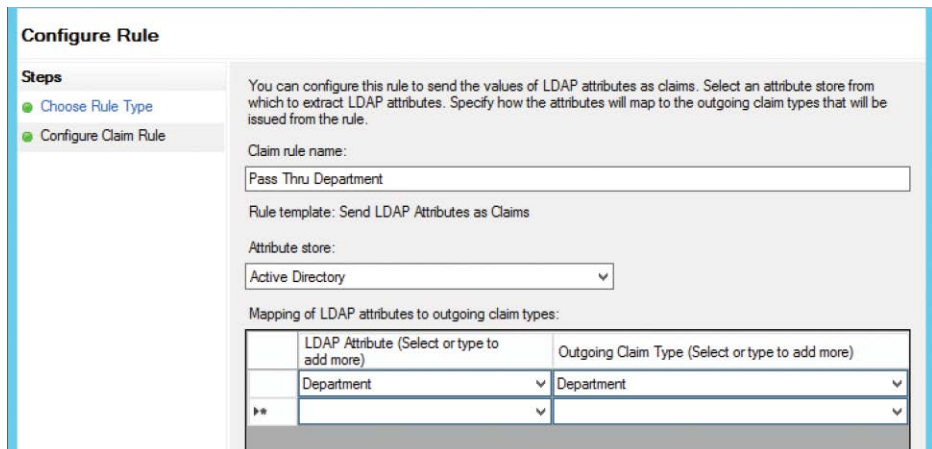 Configure Rule
Steps
Choose Rule Type
Configure Claim Rule
You can configure this rule to send the values of LDAP attributes as claims. Select an attribute store from
which to extract LDAP attributes. Specify how the attributes will map to the outgoing claim types that will be
issued from the rule.
Claim rule name:
Pass Thru Department
Rule template: Send LDAP Attributes as Claims
Attribute store:
Active Directory
Mapping of LDAP attributes to outgoing claim types:
LDAP Attribute (Select or type to
add more)
Outgoing Claim Type (Select or type to add more)
Department
Department